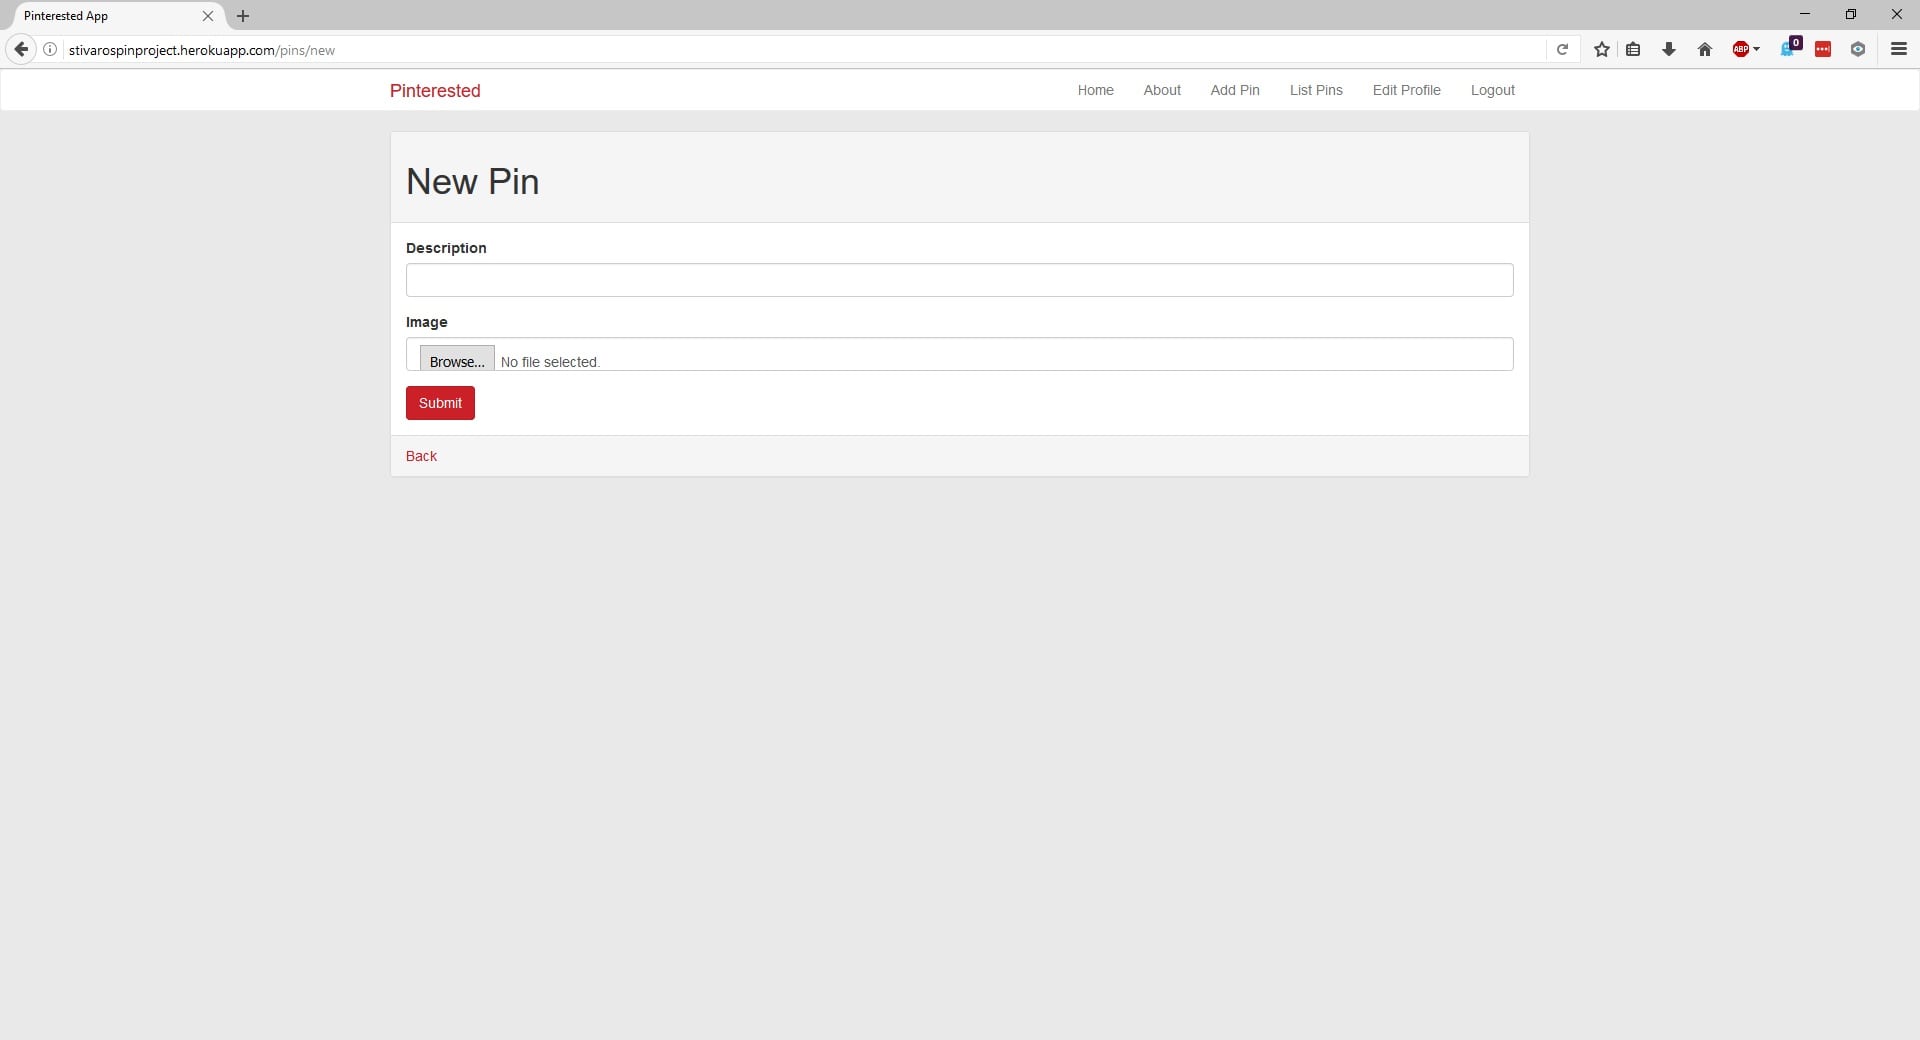 Pinterested App
stivarospinproject.herokuapp.com/pins/new
ABP
0
Pinterested
Home About Add Pin List Pins Edit Profile Logout
New Pin
Description
Image
Browse... No file selected.
Submit
Back